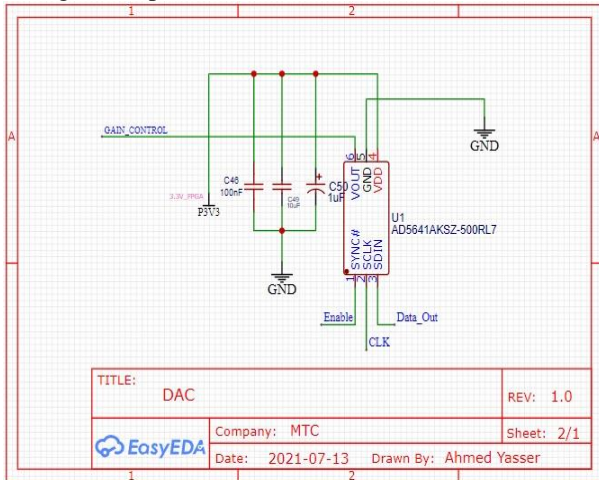 1 2
A A
GAIN_CONTROL
6 5 4
VOUT GND VDD
GND
C48
100nF
C49
10uF
+
C50
1uF
3.3V_FPGA
P3V3
U1
AD5641AKSZ-500RL7
SYNC# SCLK SDIN
1 2 3
GND
Enable
Data_Out
CLK
TITLE:
DAC
REV: 1.0
EasyEDA
Company: MTC
Sheet: 2/1
Date: 2021-07-13 Drawn By: Ahmed Yasser
1 2